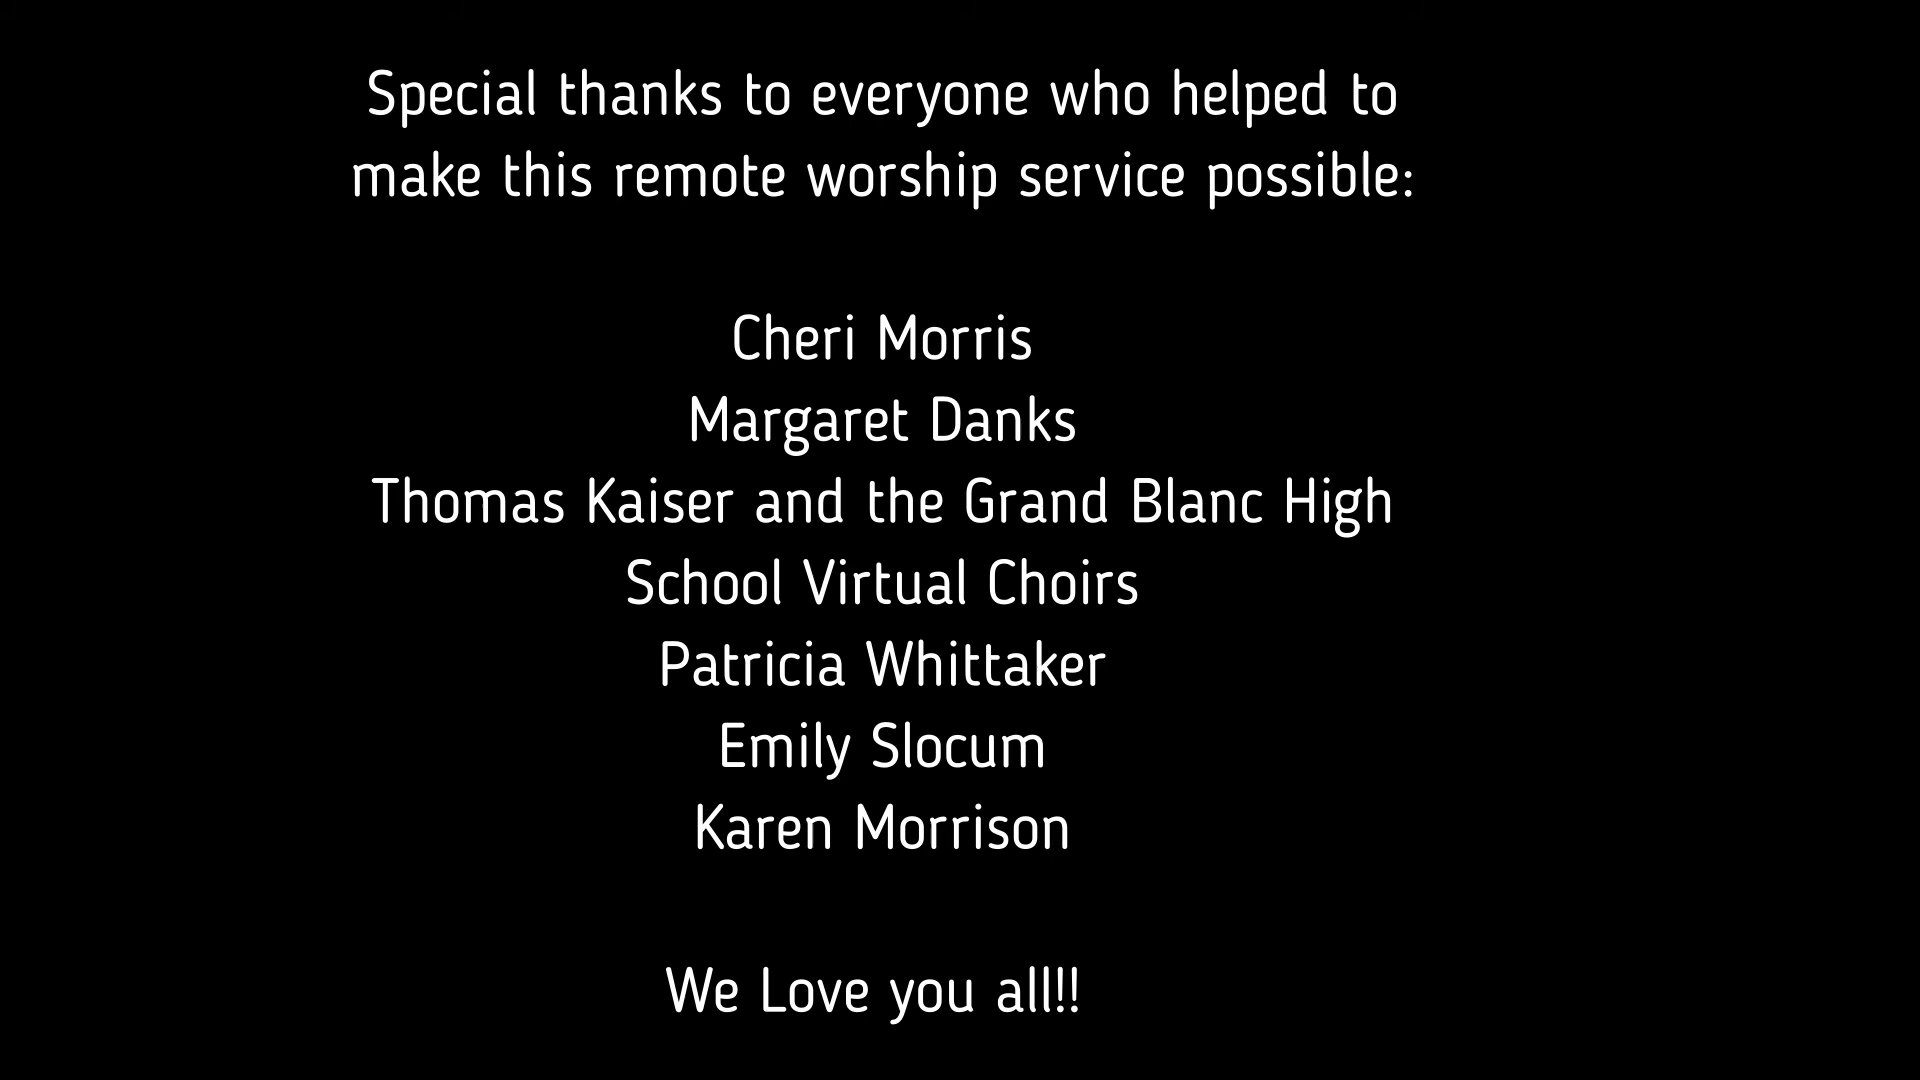 Special thanks to everyone who helped to
make this remote worship service possible:
Cheri Morris
Margaret Danks
Thomas Kaiser and the Grand Blanc High
School Virtual Choirs
Patricia Whittaker
Emily Slocum
Karen Morrison
We Love you all!!